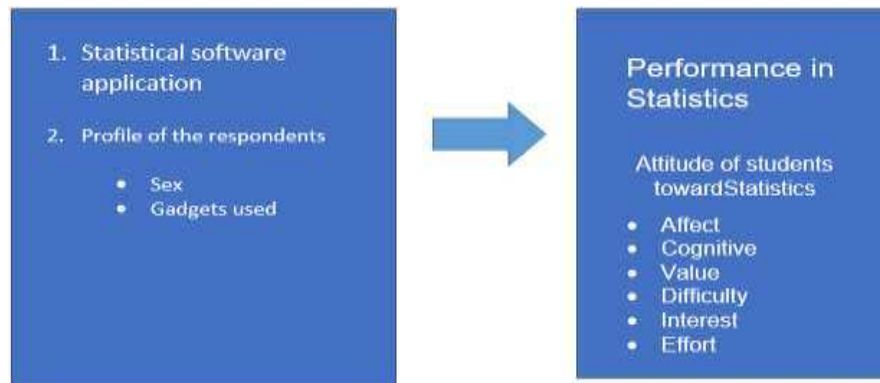 1. Statistical software
application
2. Profile of the respondents
• Sex
• Gadgets used
Performance in
Statistics
Attitude of students
towardStatistics
• Affect
• Cognitive
• Value
• Difficulty
• Interest
• Effort